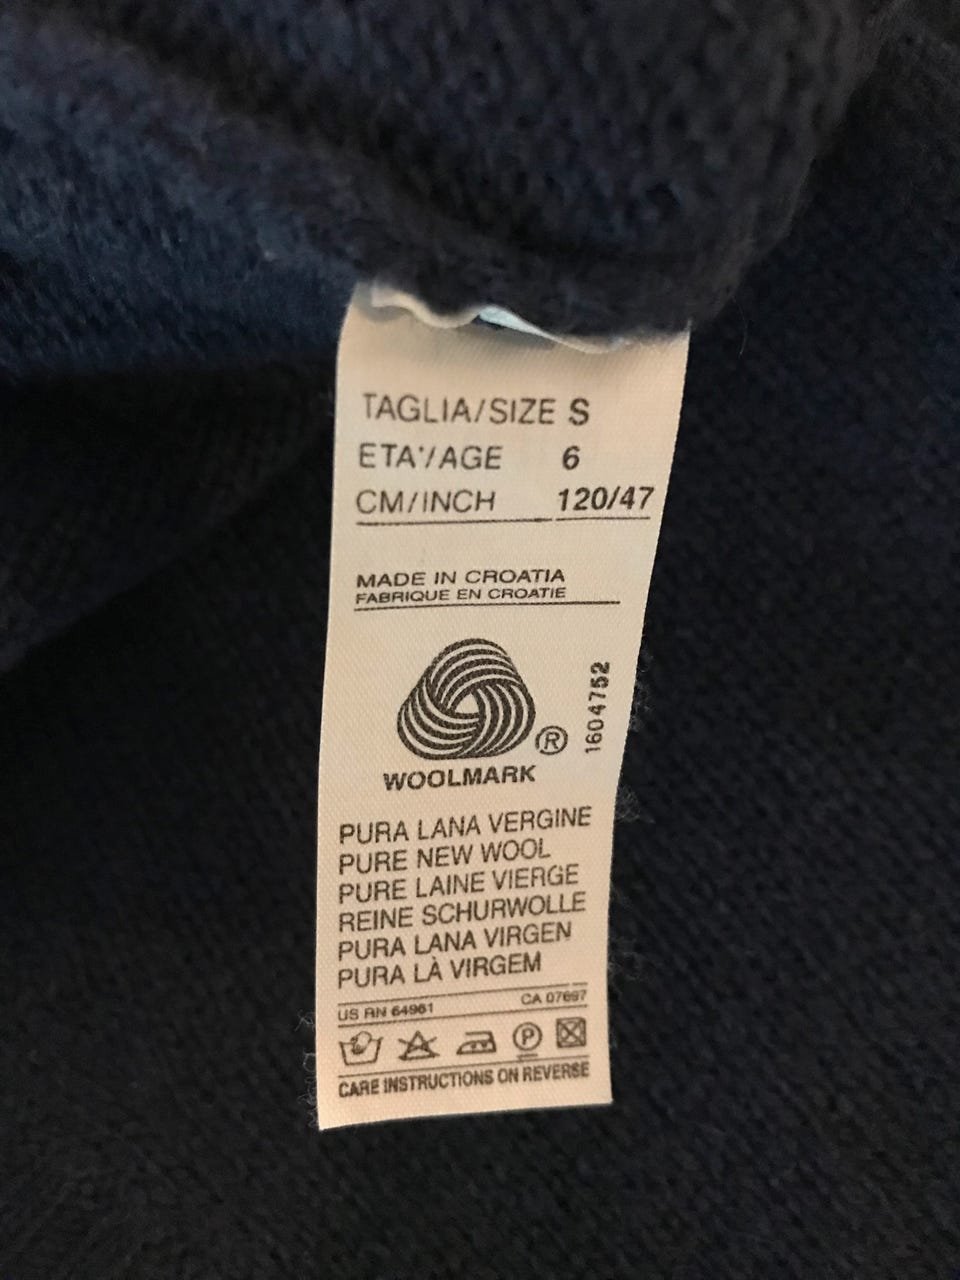 TAGLIA/SIZE S
ETA'/AGE 6
CM/INCH 120/47
MADE IN CROATIA
FABRIQUE EN CROATIE
1604752
®
WOOLMARK
PURA LANA VERGINE
PURE NEW WOOL
PURE LAINE VIERGE
REINE SCHURWOLLE
PURA LANA VIRGEN
PURA LÀ VIRGEM
US RN 64961 CA 07697
P
CARE INSTRUCTIONS ON REVERSE